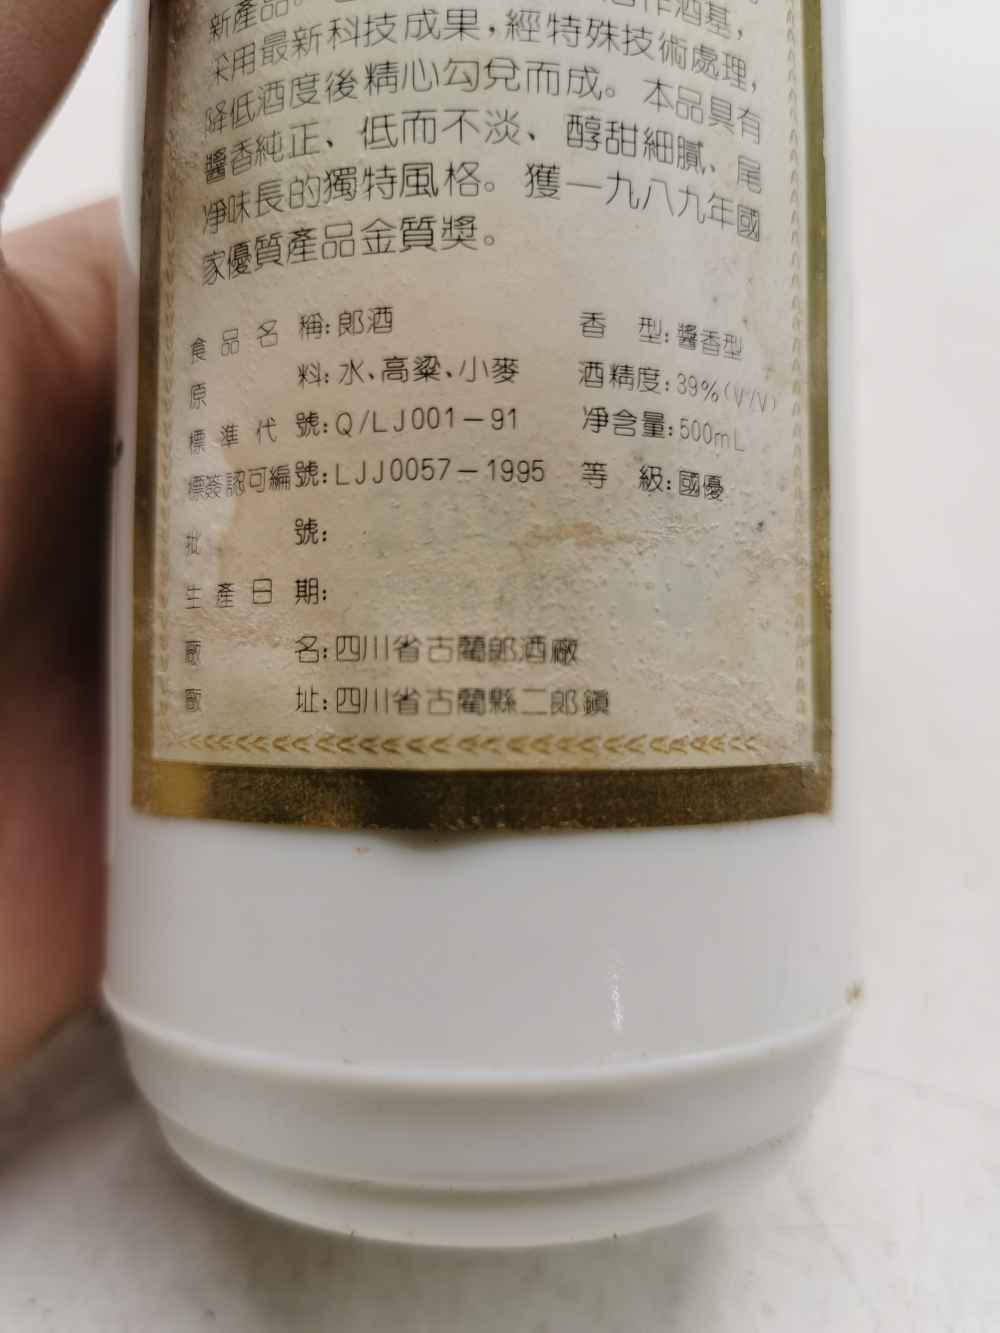 新產品。
作酒基，
采用最新科技成果，經特殊技術處理，
降低酒度後精心勾兌而成。本品具有
醬香純正、低而不淡、醇甜細膩、尾
凈味長的獨特風格。獲一九八九年國
家優質產品金質獎。
食品名稱：郎酒 香型：醬香型
原料：水、高粱、小麥 酒精度：39%(V/V)
標準代號：Q/LJ001－91 凈含量：500mL
標簽認可編號：LJJ0057－1995 等級：國優
批號：
生產日期：
廠名：四川省古藺郎酒廠
廠址：四川省古藺縣二郎鎮